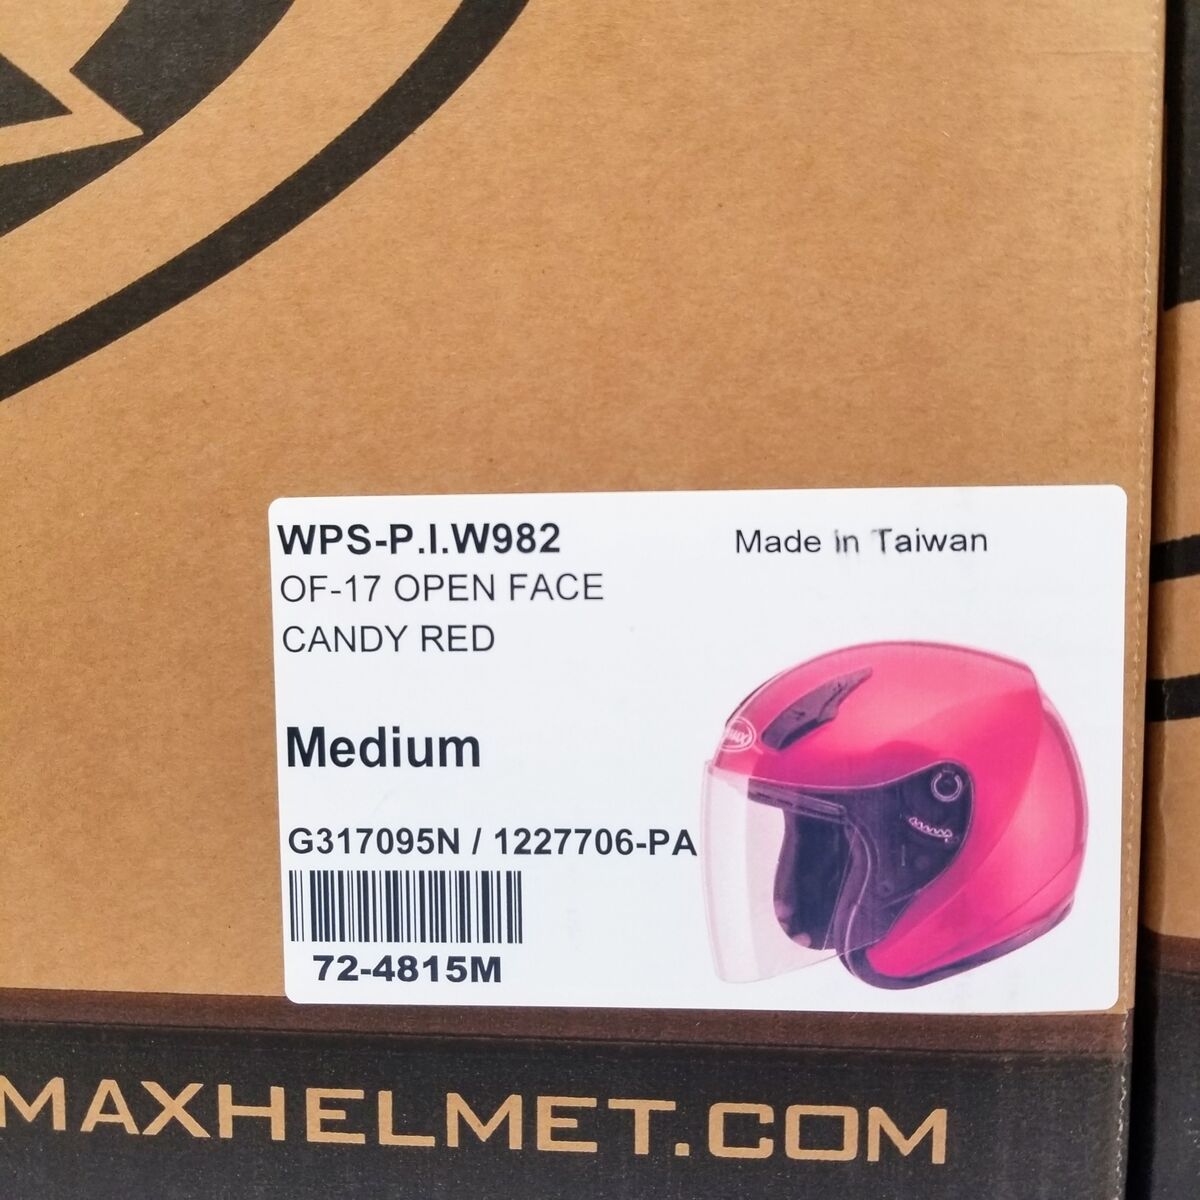 WPS-P.I.W982
Made in Taiwan
OF-17 OPEN FACE
CANDY RED
Medium
G317095N / 1227706-PA
72-4815M
MAXHELMET.COM